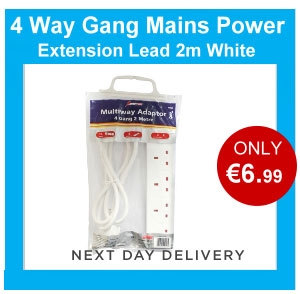 4 Way Gang Mains Power
Extension Lead 2m White
Multiway Adaptor
4 Gang 2 Metre
ONLY
€6.99
NEXT DAY DELIVERY